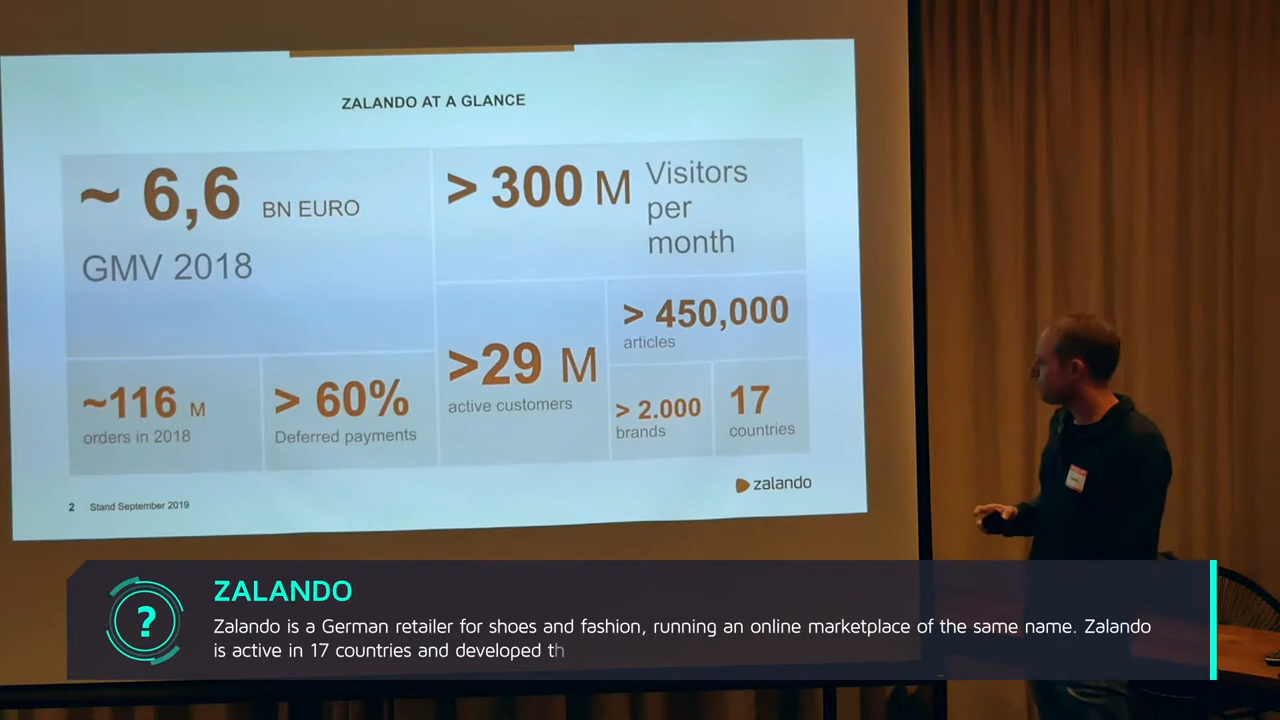 ZALANDO AT A GLANCE
~ 6,6 BN EURO
GMV 2018
> 300 M Visitors
per
month
~116 M
orders in 2018
> 60%
Deferred payments
>29 M
active customers
> 450,000
articles
> 2.000
brands
17
countries
zalando
2 Stand September 2019
?
ZALANDO
Zalando is a German retailer for shoes and fashion, running an online marketplace of the same name. Zalando
is active in 17 countries and developed th